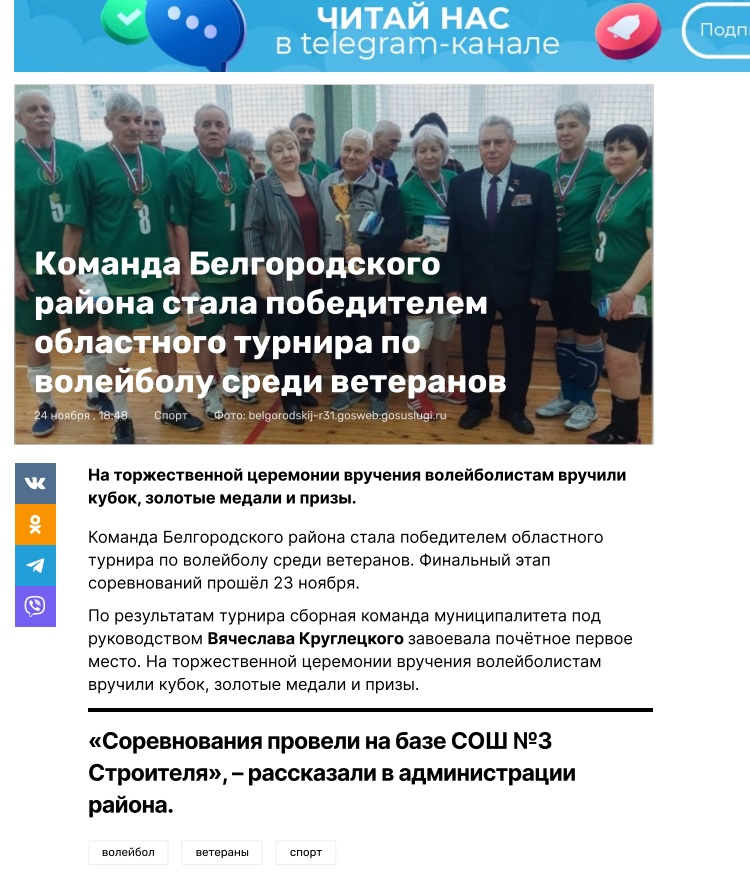 ЧИТАЙ НАС
в telegram-канале
5
8
1
3
Команда Белгородского
района стала победителем
областного турнира по
волейболу среди ветеранов
24 ноября , 18:48 Спорт Фото: belgorodskij-r31.gosweb.gosuslugi.ru
На торжественной церемонии вручения волейболистам вручили
кубок, золотые медали и призы.
Команда Белгородского района стала победителем областного
турнира по волейболу среди ветеранов. Финальный этап
соревнований прошёл 23 ноября.
По результатам турнира сборная команда муниципалитета под
руководством Вячеслава Круглецкого завоевала почётное первое
место. На торжественной церемонии вручения волейболистам
вручили кубок, золотые медали и призы.
«Соревнования провели на базе СОШ №3
Строителя», – рассказали в администрации
района.
волейбол ветераны спорт